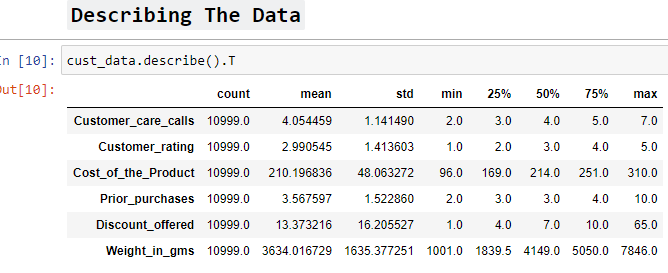 Describing The Data
n [10]: cust_data.describe().T
Out[10]:
count mean std min 25% 50% 75% max
Customer_care_calls 10999.0 4.054459 1.141490 2.0 3.0 4.0 5.0 7.0
Customer_rating 10999.0 2.990545 1.413603 1.0 2.0 3.0 4.0 5.0
Cost_of_the_Product 10999.0 210.196836 48.063272 96.0 169.0 214.0 251.0 310.0
Prior_purchases 10999.0 3.567597 1.522860 2.0 3.0 3.0 4.0 10.0
Discount_offered 10999.0 13.373216 16.205527 1.0 4.0 7.0 10.0 65.0
Weight_in_gms 10999.0 3634.016729 1635.377251 1001.0 1839.5 4149.0 5050.0 7846.0